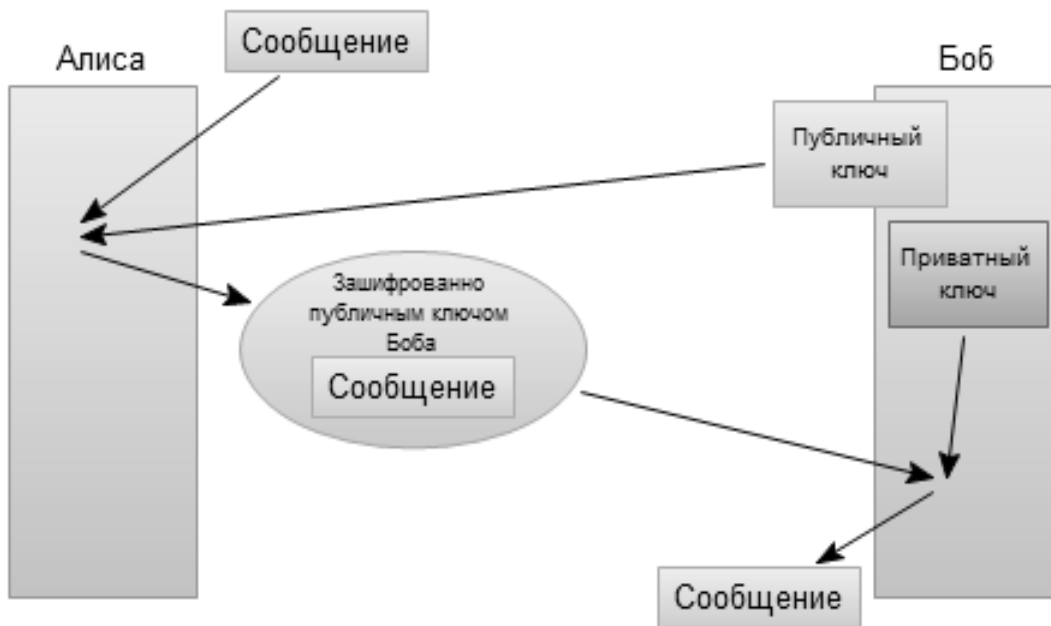 Сообщение
Алиса
Боб
Публичный
ключ
Приватный
ключ
Зашифрованно
публичным ключом
Боба
Сообщение
Сообщение